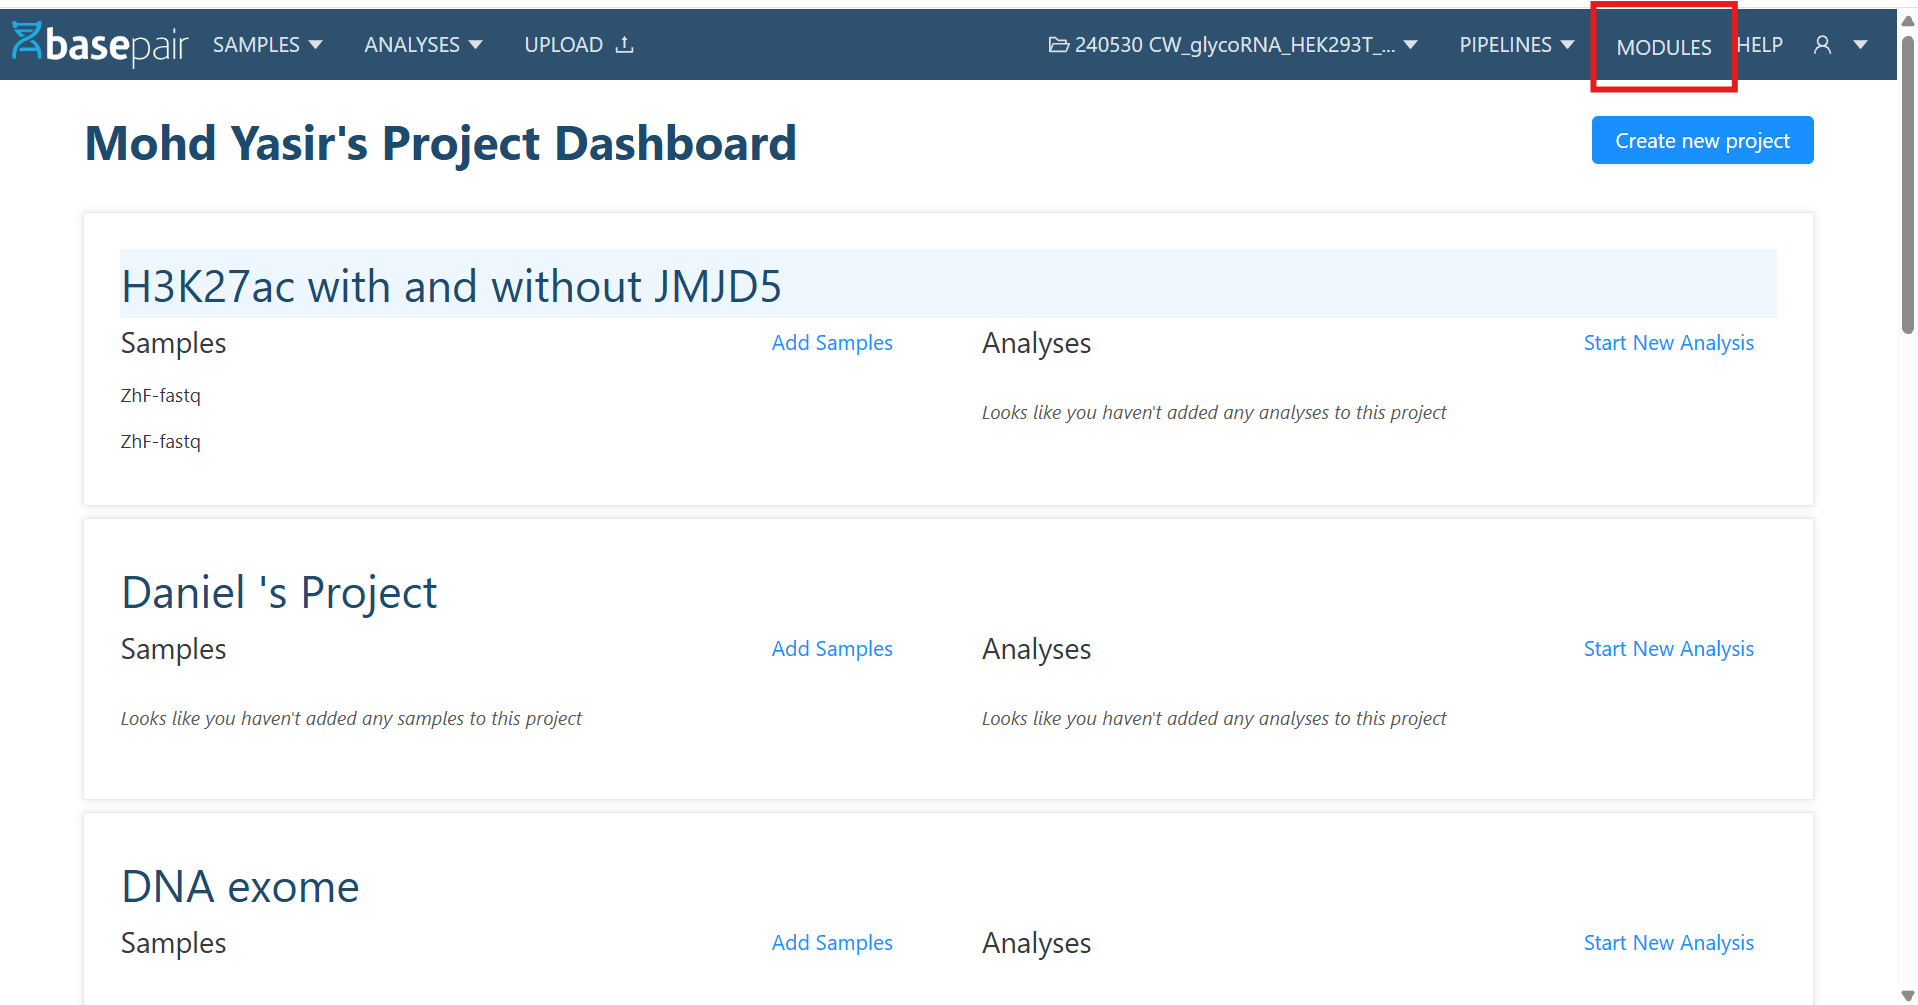 basepair SAMPLES ANALYSES UPLOAD 240530 CW_glycoRNA_HEK293T_... PIPELINES MODULES HELP
Mohd Yasir's Project Dashboard Create new project
H3K27ac with and without JMJD5
Samples Add Samples Analyses Start New Analysis
ZhF-fastq
Looks like you haven't added any analyses to this project
ZhF-fastq
Daniel 's Project
Samples Add Samples Analyses Start New Analysis
Looks like you haven't added any samples to this project Looks like you haven't added any analyses to this project
DNA exome
Samples Add Samples Analyses Start New Analysis